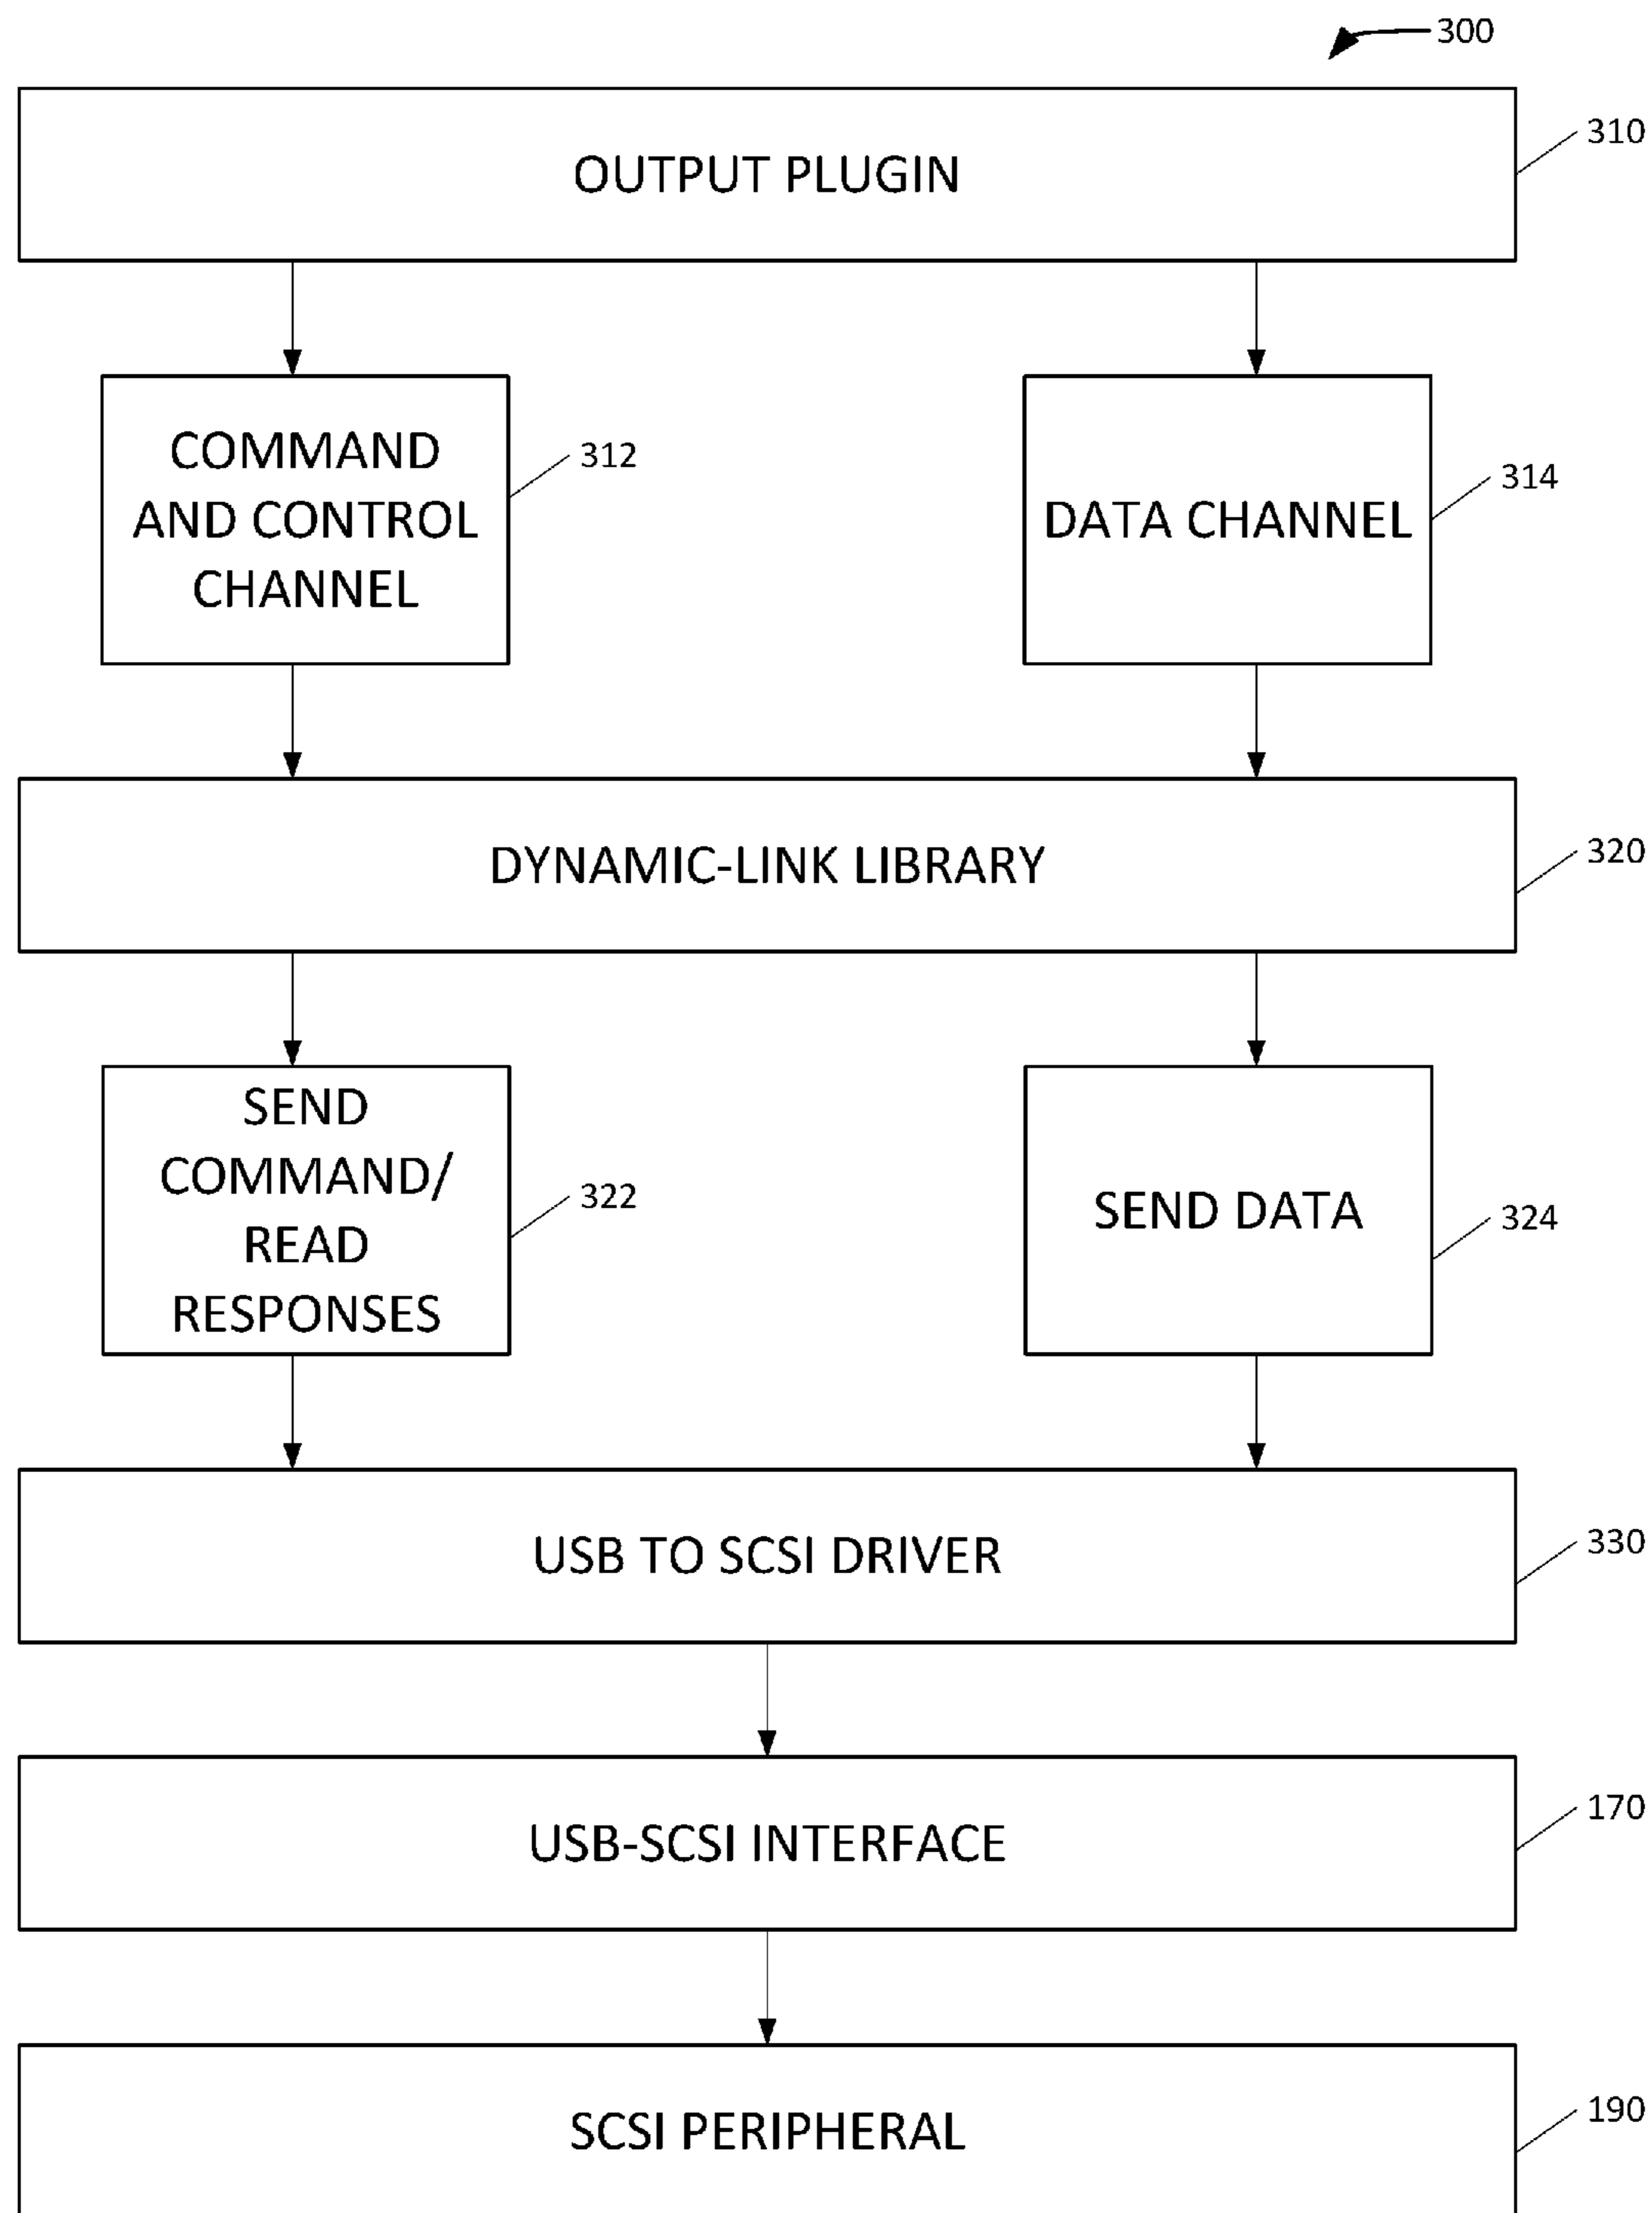 300
OUTPUT PLUGIN
310
COMMAND
AND CONTROL
CHANNEL
312
DATA CHANNEL
314
DYNAMIC-LINK LIBRARY
320
SEND
COMMAND/
READ
RESPONSES
322
SEND DATA
324
USB TO SCSI DRIVER
330
USB-SCSI INTERFACE
170
SCSI PERIPHERAL
190